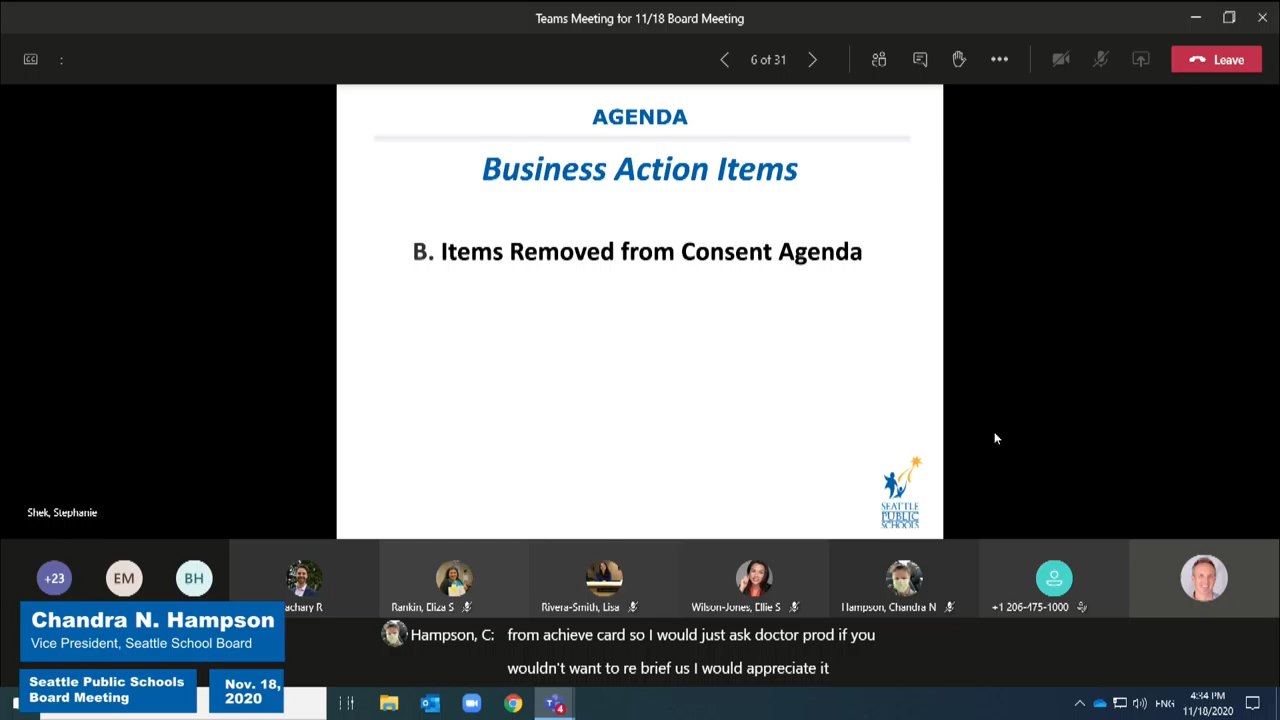 Teams Meeting for 11/18 Board Meeting
CC
:
6 of 31
Leave
AGENDA
Business Action Items
B. Items Removed from Consent Agenda
SEATTLE
PUBLIC
SCHOOLS
Shek, Stephanie
+23
EM
BH
achary R
Rankin, Eliza S
Rivera-Smith, Lisa
Wilson-Jones, Ellie S
Hampson, Chandra N
+1 206-475-1000
Chandra N. Hampson
Vice President, Seattle School Board
Hampson, C: from achieve card so I would just ask doctor prod if you
wouldn't want to re brief us I would appreciate it
Seattle Public Schools
Board Meeting
Nov. 18,
2020
4
ENG
4:34 PM
11/18/2020